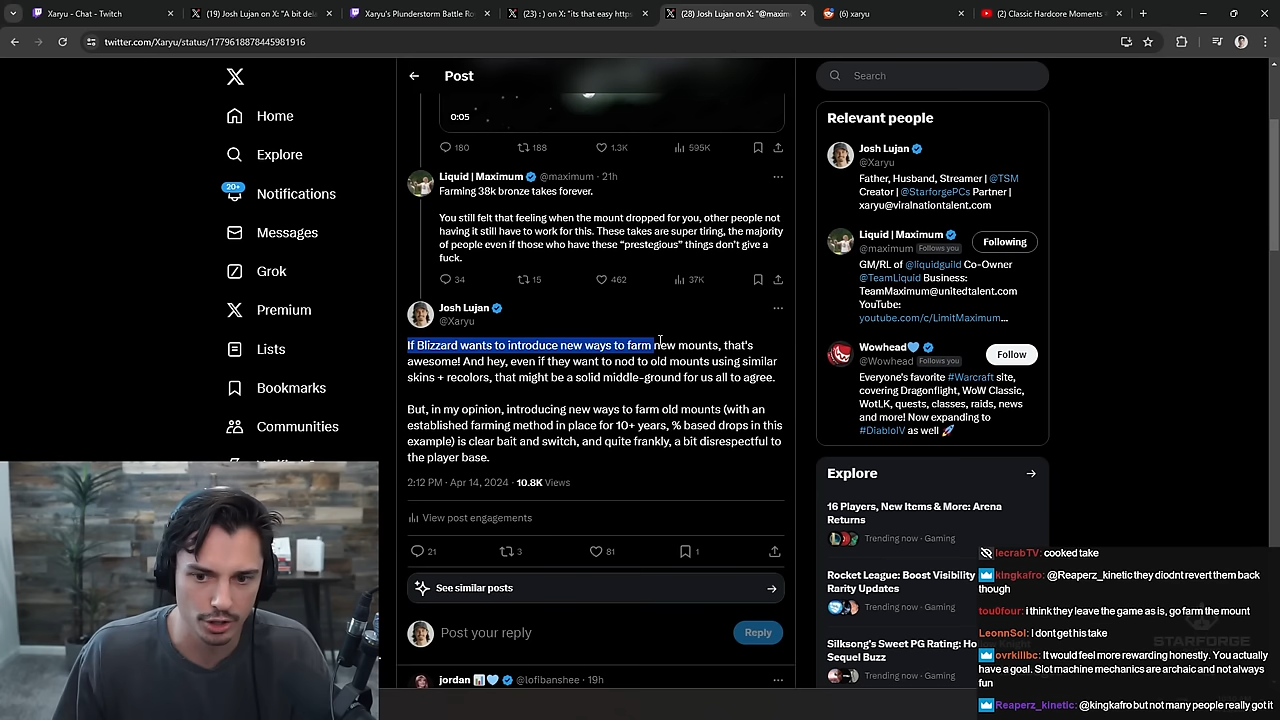 Xaryu - Chat - Twitch
(19) Josh Lujan on X: "A bit del
Xaryu's Plunderstorm Battle Ro
(23) : ) on X: "its that easy https
(28) Josh Lujan on X: "@maxim
(6) xaryu
(2) Classic Hardcore Moments
twitter.com/Xaryu/status/1779618878445981916
Home
Explore
20+
Notifications
Messages
Grok
Premium
Lists
Bookmarks
Communities
Post
0:05
180
188
1.3K
595K
Liquid | Maximum @maximum · 21h
Farming 38k bronze takes forever.
You still felt that feeling when the mount dropped for you, other people not
having it still have to work for this. These takes are super tiring, the majority
of people even if those who have these "prestegious" things don't give a
fuck.
34
15
462
37K
Josh Lujan
@Xaryu
If Blizzard wants to introduce new ways to farm new mounts, that's
awesome! And hey, even if they want to nod to old mounts using similar
skins + recolors, that might be a solid middle-ground for us all to agree.
But, in my opinion, introducing new ways to farm old mounts (with an
established farming method in place for 10+ years, % based drops in this
example) is clear bait and switch, and quite frankly, a bit disrespectful to
the player base.
2:12 PM · Apr 14, 2024 · 10.8K Views
View post engagements
21
3
81
1
See similar posts
Post your reply
Reply
jordan @lofibanshee · 19h
Search
Relevant people
Josh Lujan
@Xaryu
Father, Husband, Streamer | @TSM
Creator | @StarforgePCs Partner |
xaryu@viralnationtalent.com
Liquid | Maximum
@maximum Follows you
Following
GM/RL of @liquidguild Co-Owner
@TeamLiquid Business:
TeamMaximum@unitedtalent.com
YouTube:
youtube.com/c/LimitMaximum…
Wowhead
@Wowhead Follows you
Follow
Everyone's favorite #Warcraft site,
covering Dragonflight, WoW Classic,
WotLK, quests, classes, raids, news
and more! Now expanding to
#DiabloIV as well
Explore
16 Players, New Items & More: Arena
Returns
Trending now · Gaming
Rocket League: Boost Visibility
Rarity Updates
Trending now · Gaming
Silksong's Sweet PG Rating: Ho
Sequel Buzz
Trending now · Gaming
lecrabTV: cooked take
kingkafro: @Reaperz_kinetic they diodnt revert them back
though
tou0four: i think they leave the game as is, go farm the mount
LeonnSol: I dont get his take
STARFORGE
ovrkillbc: It would feel more rewarding honestly. You actually
have a goal. Slot machine mechanics are archaic and not always
fun
Reaperz_kinetic: @kingkafro but not many people really got it